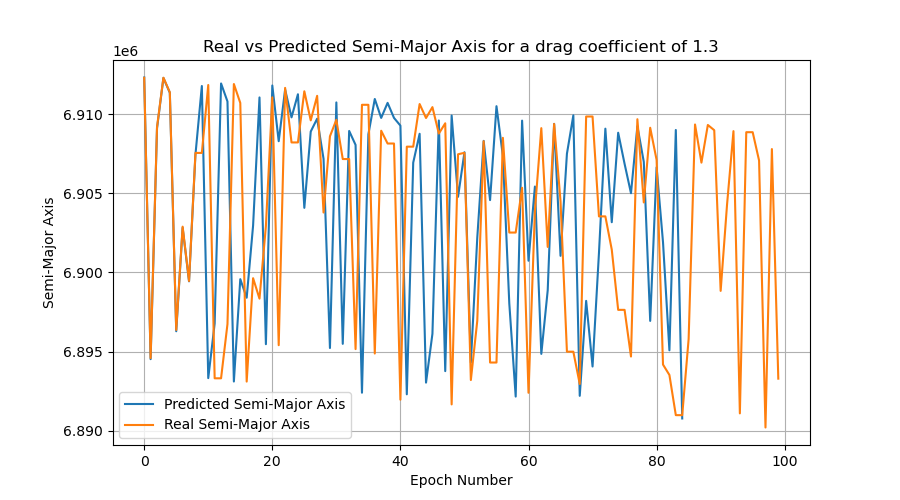 Real vs Predicted Semi-Major Axis for a drag coefficient of 1.3
1e6
6.910
6.905
6.900
6.895
6.890
Semi-Major Axis
Predicted Semi-Major Axis
Real Semi-Major Axis
0 20 40 60 80 100
Epoch Number